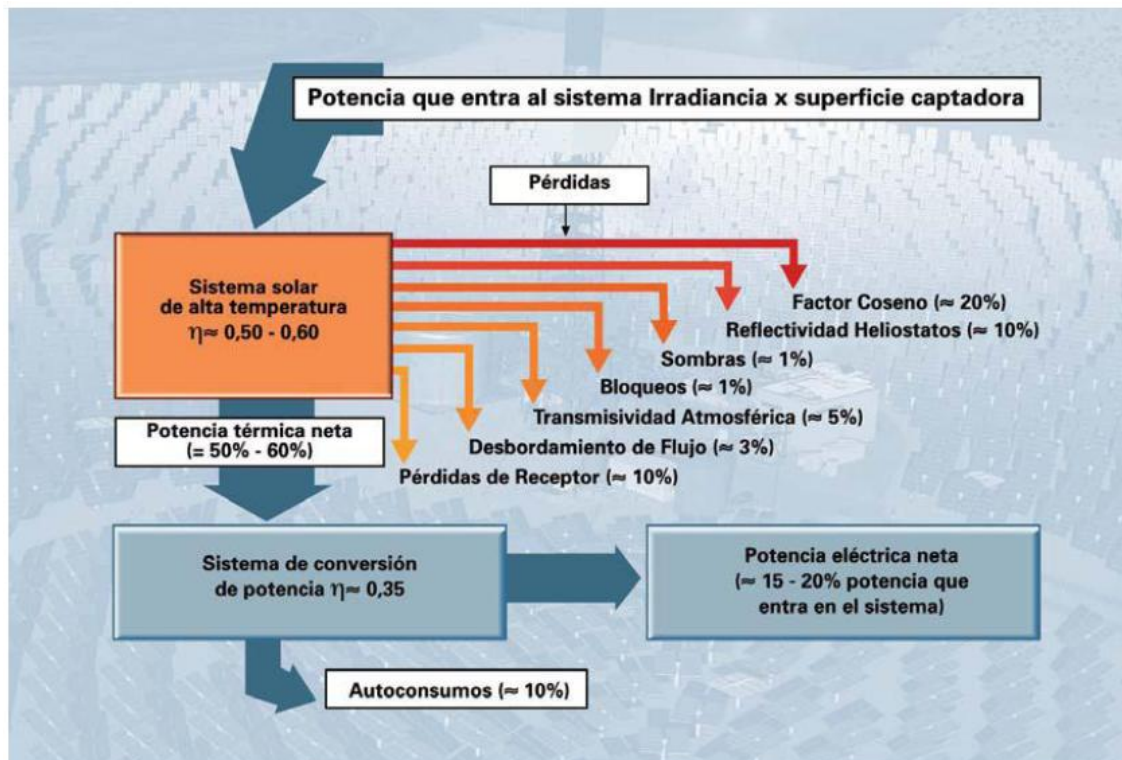 Potencia que entra al sistema Irradiancia x superficie captadora
Pérdidas
Sistema solar
de alta temperatura
η≈ 0,50 - 0,60
Factor Coseno (≈ 20%)
Reflectividad Heliostatos (≈ 10%)
Sombras (≈ 1%)
Bloqueos (≈ 1%)
Transmisividad Atmosférica (≈ 5%)
Desbordamiento de Flujo (≈ 3%)
Pérdidas de Receptor (≈ 10%)
Potencia térmica neta
(= 50% - 60%)
Sistema de conversión
de potencia η≈ 0,35
Potencia eléctrica neta
(≈ 15 - 20% potencia que
entra en el sistema)
Autoconsumos (≈ 10%)